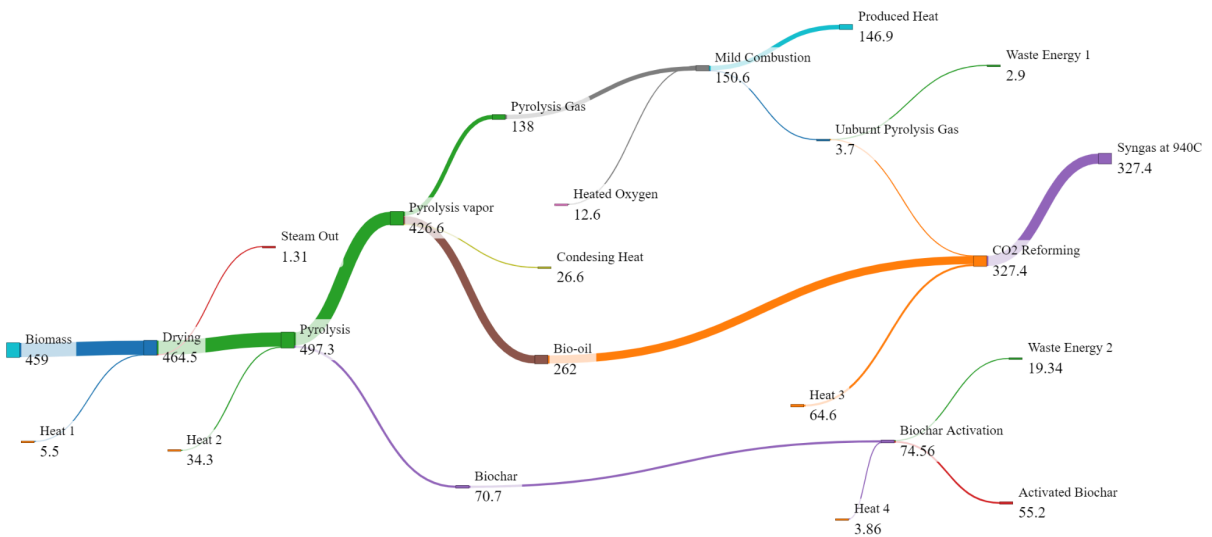 Produced Heat
146.9
Mild Combustion
150.6
Waste Energy 1
2.9
Pyrolysis Gas
138
Unburnt Pyrolysis Gas
3.7
Syngas at 940C
327.4
Heated Oxygen
12.6
Pyrolysis vapor
426.6
Steam Out
1.31
Condesing Heat
26.6
CO2 Reforming
327.4
Biomass
459
Drying
464.5
Pyrolysis
497.3
Bio-oil
262
Waste Energy 2
19.34
Heat 1
5.5
Heat 2
34.3
Heat 3
64.6
Biochar Activation
74.56
Biochar
70.7
Heat 4
3.86
Activated Biochar
55.2